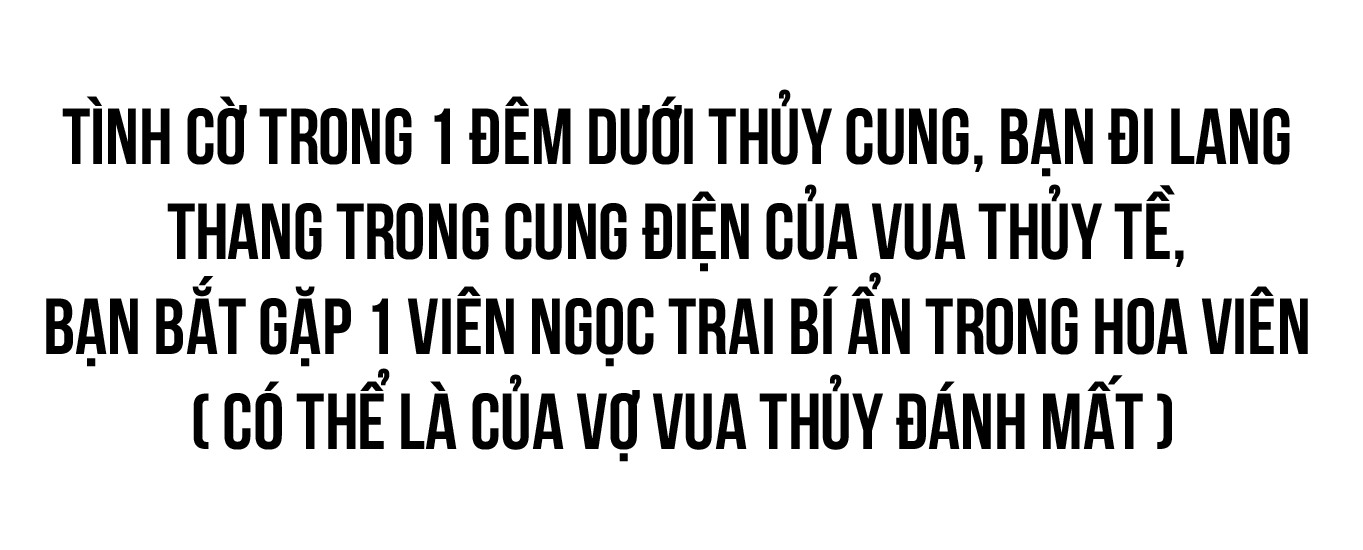 TÌNH CỜ TRONG 1 ĐÊM DƯỚI THỦY CUNG, BẠN ĐI LANG
THANG TRONG CUNG ĐIỆN CỦA VUA THỦY TỀ,
BẠN BẮT GẶP 1 VIÊN NGỌC TRAI BÍ ẨN TRONG HOA VIÊN
( CÓ THỂ LÀ CỦA VỢ VUA THỦY ĐÁNH MẤT )